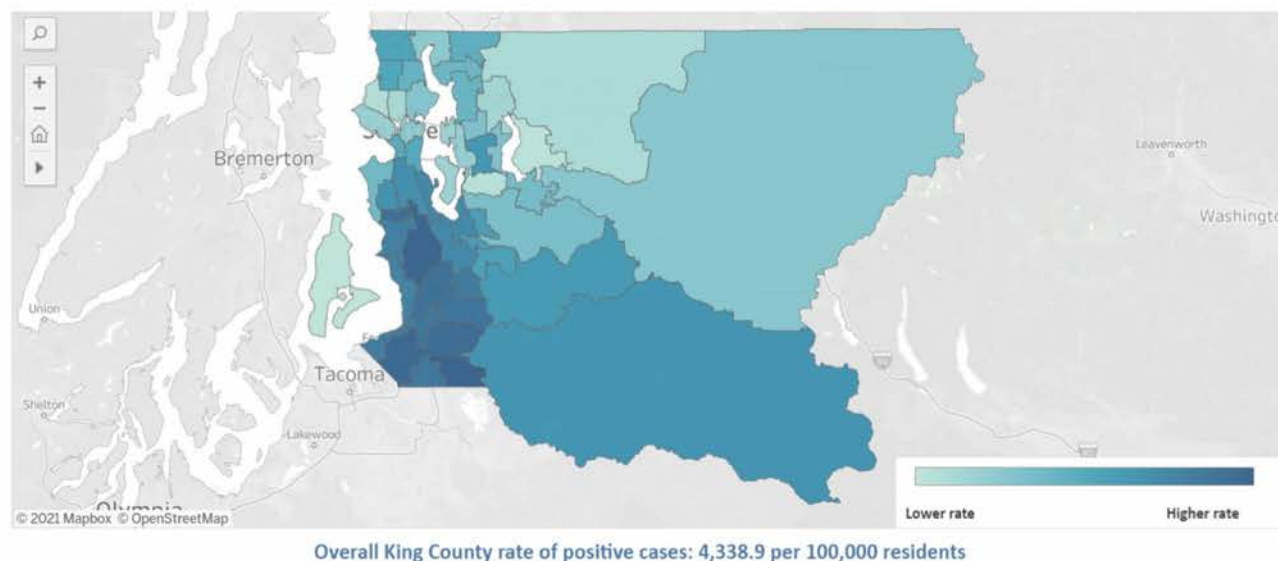 Bremerton
Leavenworth
Washingto
Union
Tacoma
Shelton
Lakewood
Olympia
© 2021 Mapbox © OpenStreetMap
Lower rate
Higher rate
Overall King County rate of positive cases: 4,338.9 per 100,000 residents